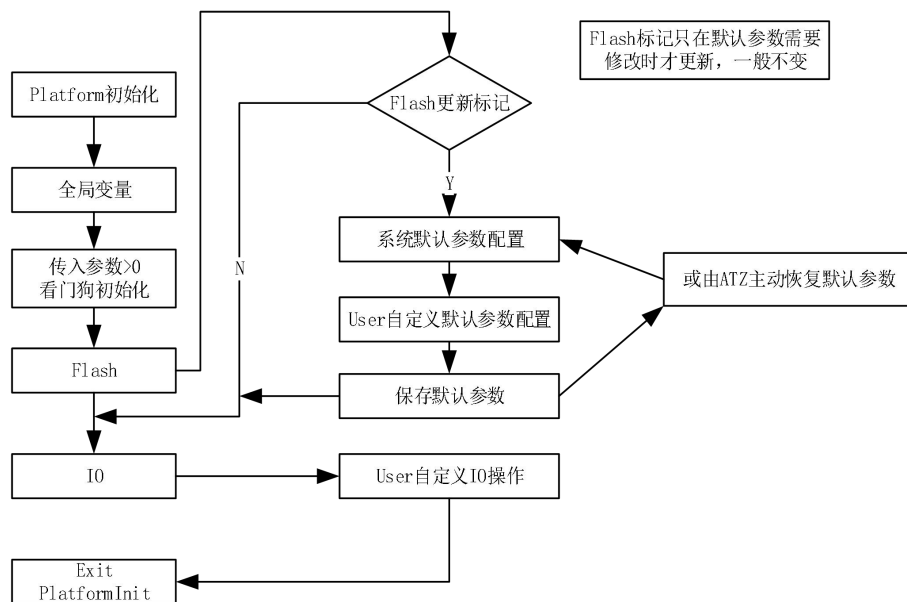 Flash标记只在默认参数需要
修改时才更新，一般不变
Platform初始化
Flash更新标记
全局变量
Y
系统默认参数配置
传入参数>0
看门狗初始化
N
或由ATZ主动恢复默认参数
User自定义默认参数配置
Flash
保存默认参数
IO
User自定义IO操作
Exit
PlatformInit